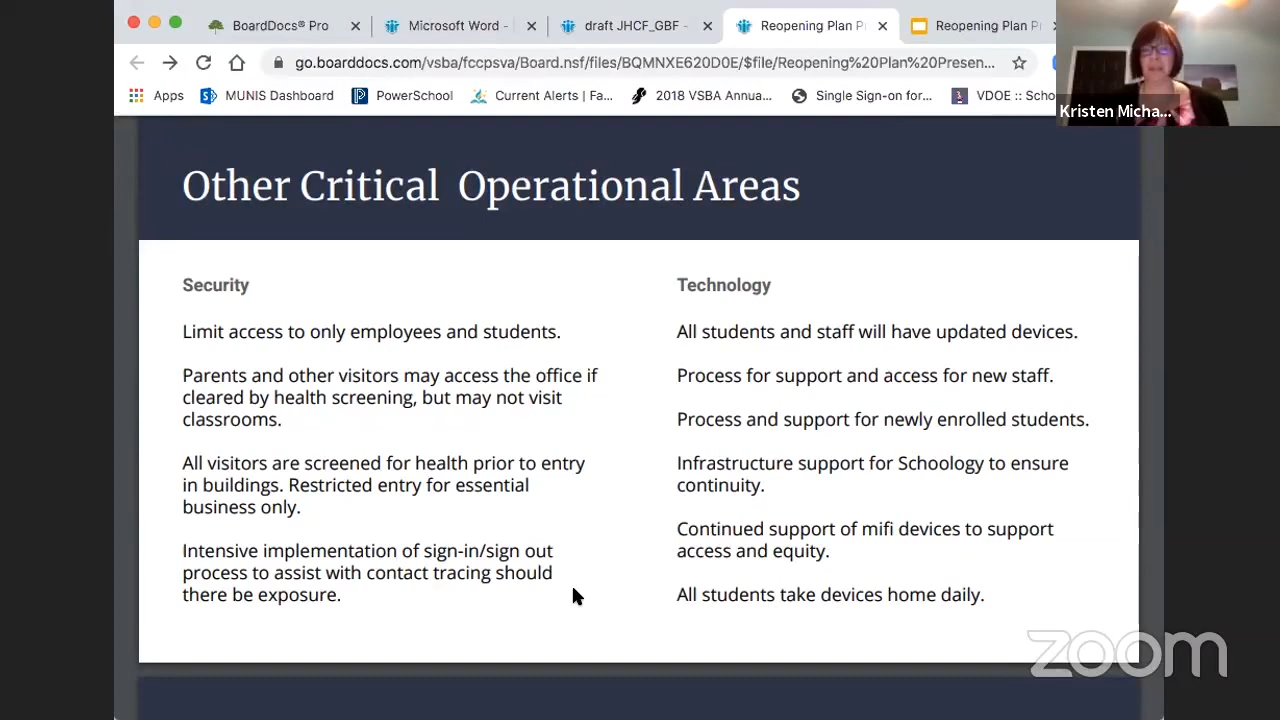 BoardDocs® Pro
Microsoft Word -
draft JHCF_GBF -
Reopening Plan P
Reopening Plan P
go.boarddocs.com/vsba/fccpsva/Board.nsf/files/BQMNXE620D0E/$file/Reopening%20Plan%20Presen...
Apps
MUNIS Dashboard
PowerSchool
Current Alerts | Fa...
2018 VSBA Annua...
Single Sign-on for...
VDOE :: Scho
Kristen Micha...
Other Critical Operational Areas
Security
Limit access to only employees and students.
Parents and other visitors may access the office if
cleared by health screening, but may not visit
classrooms.
All visitors are screened for health prior to entry
in buildings. Restricted entry for essential
business only.
Intensive implementation of sign-in/sign out
process to assist with contact tracing should
there be exposure.
Technology
All students and staff will have updated devices.
Process for support and access for new staff.
Process and support for newly enrolled students.
Infrastructure support for Schoology to ensure
continuity.
Continued support of mifi devices to support
access and equity.
All students take devices home daily.
zoom